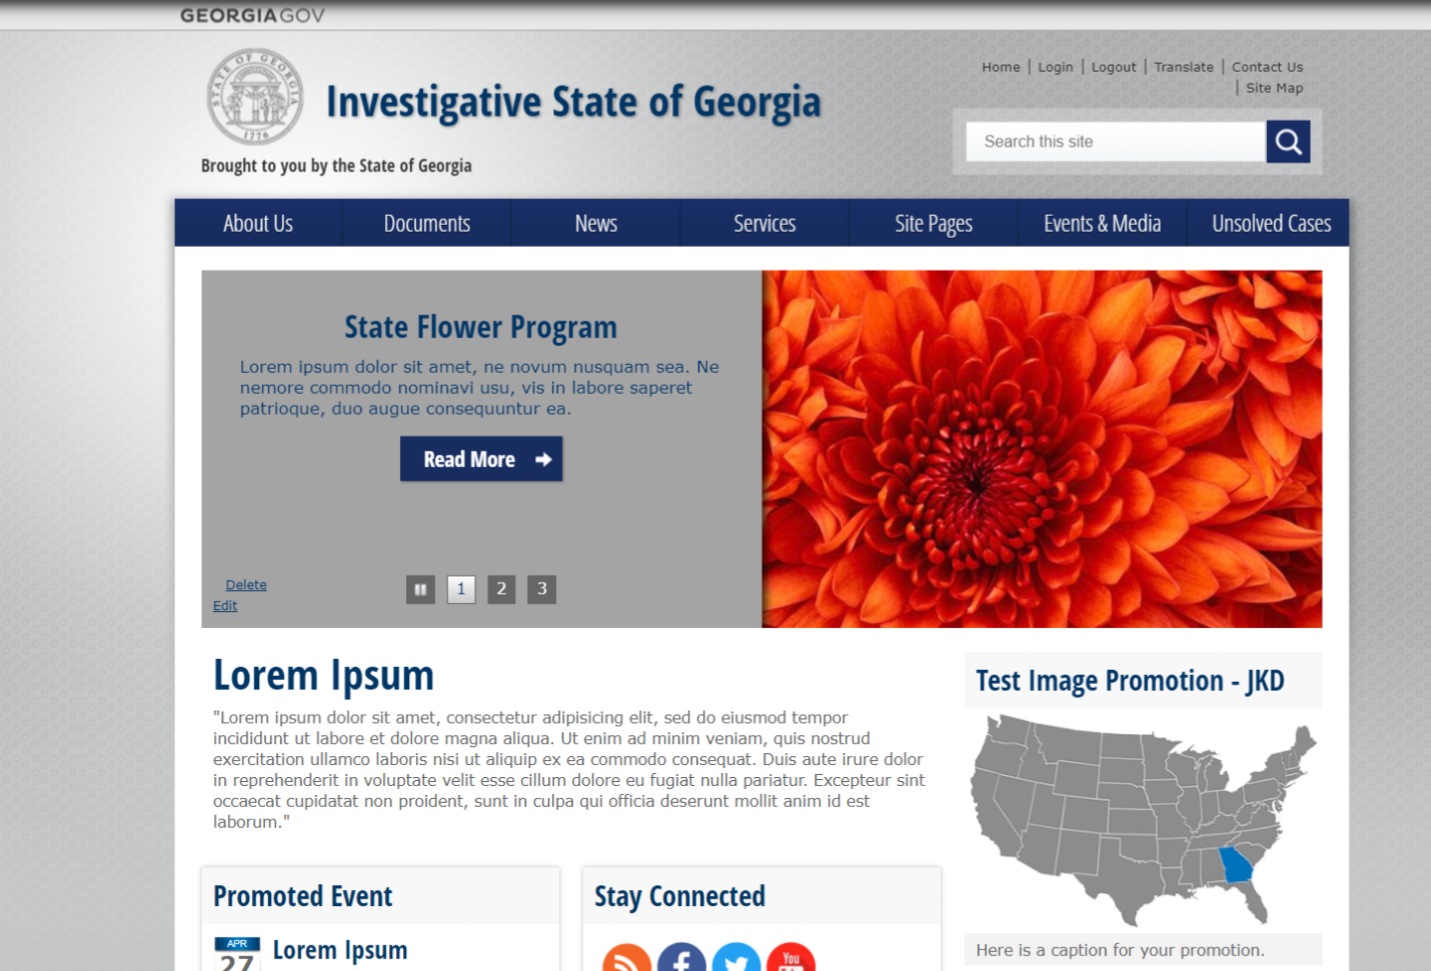 GEORGIAGOV
STATE OF GEORGIA
1776
Investigative State of Georgia
Brought to you by the State of Georgia
Home | Login | Logout | Translate | Contact Us
| Site Map
Search this site
About Us Documents News Services Site Pages Events & Media Unsolved Cases
State Flower Program
Lorem ipsum dolor sit amet, ne novum nusquam sea. Ne
nemore commodo nominavi usu, vis in labore saperet
patrioque, duo augue consequuntur ea.
Read More
Delete
Edit
1 2 3
Lorem Ipsum
"Lorem ipsum dolor sit amet, consectetur adipisicing elit, sed do eiusmod tempor
incididunt ut labore et dolore magna aliqua. Ut enim ad minim veniam, quis nostrud
exercitation ullamco laboris nisi ut aliquip ex ea commodo consequat. Duis aute irure dolor
in reprehenderit in voluptate velit esse cillum dolore eu fugiat nulla pariatur. Excepteur sint
occaecat cupidatat non proident, sunt in culpa qui officia deserunt mollit anim id est
laborum."
Test Image Promotion - JKD
Here is a caption for your promotion.
Promoted Event
APR
27
Lorem Ipsum
Stay Connected
You